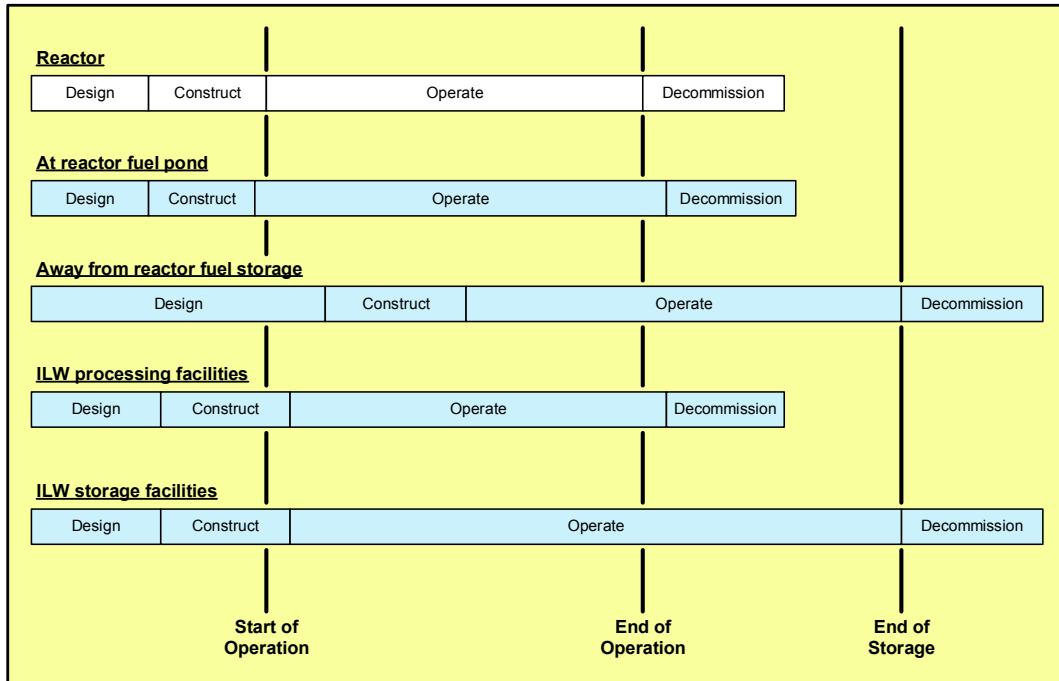 Reactor
Design Construct Operate Decommission
At reactor fuel pond
Design Construct Operate Decommission
Away from reactor fuel storage
Design Construct Operate Decommission
ILW processing facilities
Design Construct Operate Decommission
ILW storage facilities
Design Construct Operate Decommission
Start of End of End of
Operation Operation Storage